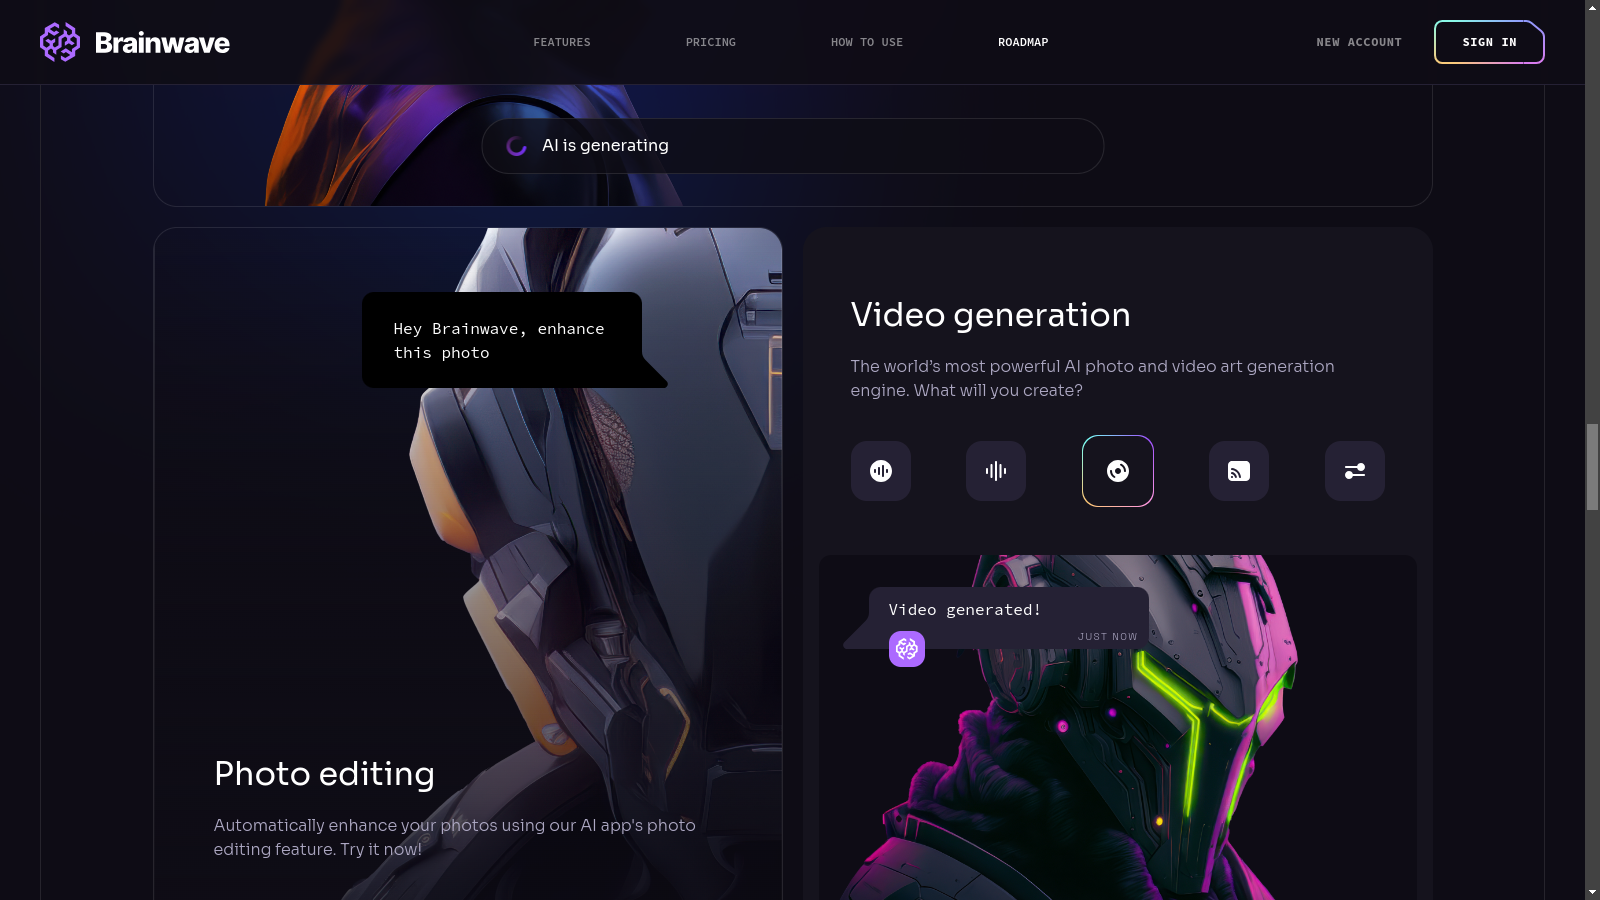 Brainwave
FEATURES
PRICING
HOW TO USE
ROADMAP
NEW ACCOUNT
SIGN IN
AI is generating
Hey Brainwave, enhance
this photo
Photo editing
Automatically enhance your photos using our AI app's photo
editing feature. Try it now!
Video generation
The world’s most powerful AI photo and video art generation
engine. What will you create?
Video generated!
JUST NOW